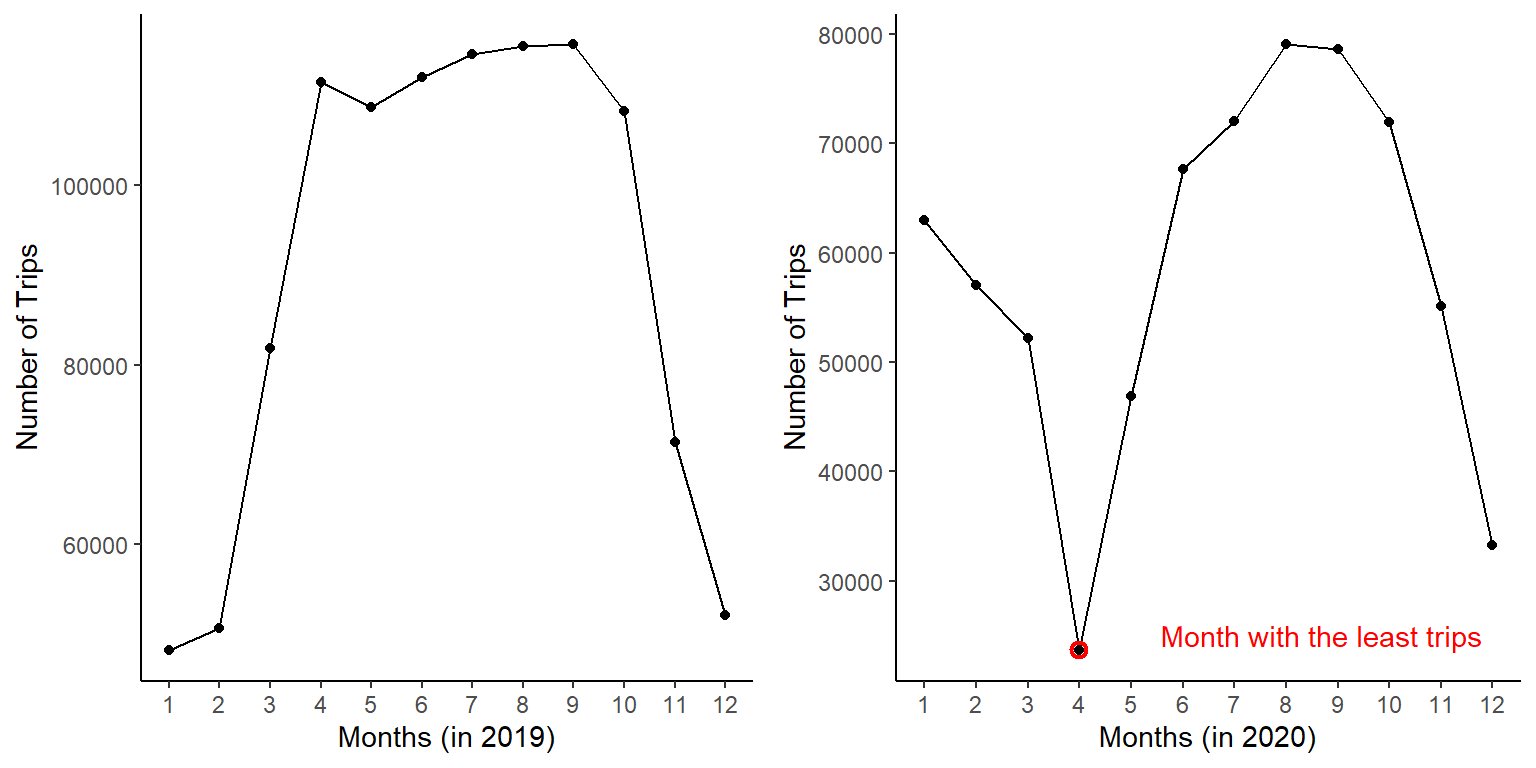 Number of Trips
100000
80000
60000
1 2 3 4 5 6 7 8 9 10 11 12
Months (in 2019)
Number of Trips
80000
70000
60000
50000
40000
30000
Month with the least trips
1 2 3 4 5 6 7 8 9 10 11 12
Months (in 2020)